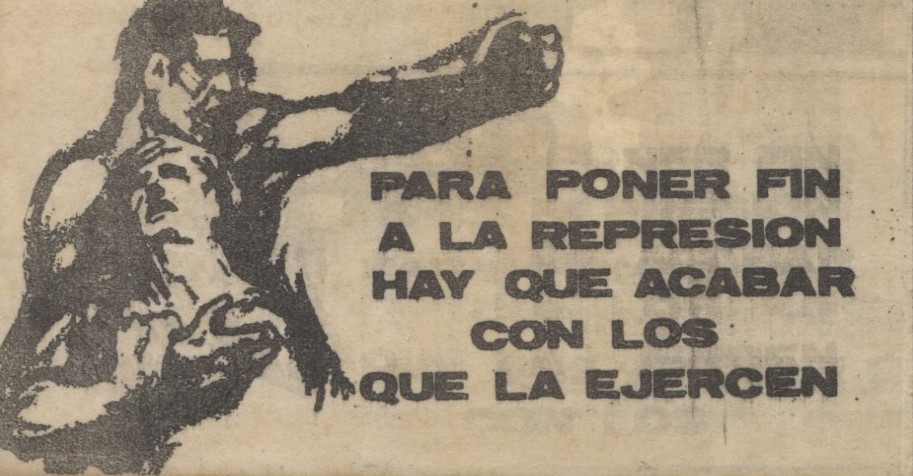 PARA PONER FIN
A LA REPRESION
HAY QUE ACABAR
CON LOS
QUE LA EJERCEN